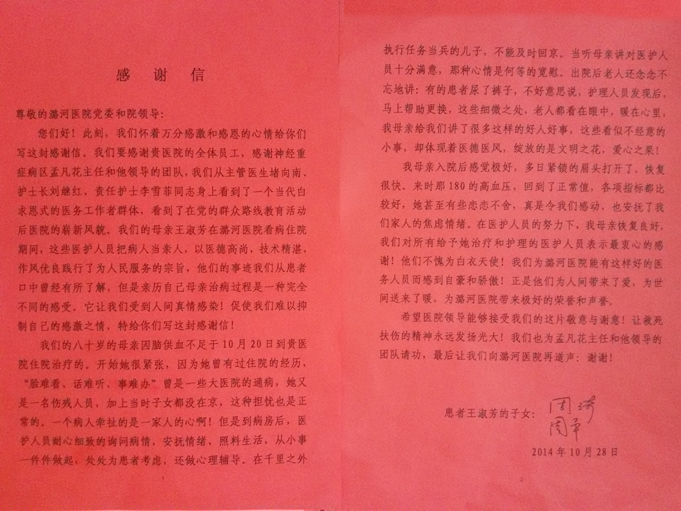 感 谢 信
尊敬的潞河医院党委和院领导:
您们好！此刻，我们怀着万分感激和感恩的心情给你们
写这封感谢信。我们要感谢贵医院的全体员工，感谢神经重
症病区孟凡花主任和他领导的团队，我们从主管医生堵向南、
护士长刘继红、责任护士李雪菲同志身上看到了一个当代白
求恩式的医务工作者群体，看到了在党的群众路线教育活动
后医院的崭新风貌。我们的母亲王淑芳在潞河医院看病住院
期间，这些医护人员把病人当亲人，以医德高尚、技术精湛，
作风优良践行了为人民服务的宗旨，他们的事迹我们从患者
口中曾经有所了解，但是亲历自己母亲治病过程是一种完全
不同的感受，它让我们受到人间真情感染！促使我们难以抑
制自己的感激之情，特给你们写这封感谢信！
我们的八十岁的母亲因脑供血不足于 10 月 20 日到贵医
院住院治疗的。开始她很紧张，因为她曾有过住院的经历，
“脸难看、话难听、事难办”曾是一些大医院的通病，她又
是一名伤残人员，加上当时子女都没在京，这种担忧也是正
常的，一个病人牵扯的是一家人的心啊！但是到病房后，医
护人员耐心细致的询问病情，安抚情绪，照料生活，从小事
一件件做起，处处为患者考虑，还做心理辅导。在千里之外
执行任务当兵的儿子，不能及时回京，当听母亲讲对医护人
员十分满意，那种心情是何等的宽慰。出院后老人还念念不
忘地讲：有的患者尿了裤子，不好意思说，护理人员发现后，
马上帮助更换，这些细微之处，老人都看在眼中，暖在心里，
我母亲来给我们讲了很多这样的好人好事，这些看似不经意的
小事，却体现着医德医风，绽放的是文明之花，爱心之果！
我母亲入院后感觉极好，多日紧锁的眉头打开了，恢复
很快，来时那 180 的高血压，回到了正常值，各项指标都比
较好，她甚至有些恋恋不舍，真是令我们感动，也安抚了我
们家人的焦虑情绪。在医护人员的努力下，我母亲恢复良好，
我们对所有给予她治疗和护理的医护人员表示最衷心的感
谢！他们不愧为白衣天使！我们为潞河医院能有这样好的医
务人员而感到自豪和骄傲！正是他们为人间带来了爱，为世
间送来了暖，为潞河医院带来极好的荣誉和声誉。
希望医院领导能够接受我们的这片敬意与谢意！让救死
扶伤的精神永远发扬光大！我们也为孟凡花主任和他领导的
团队请功，最后让我们向潞河医院再道声：谢谢！
患者王淑芳的子女:
2014 年 10 月 28 日